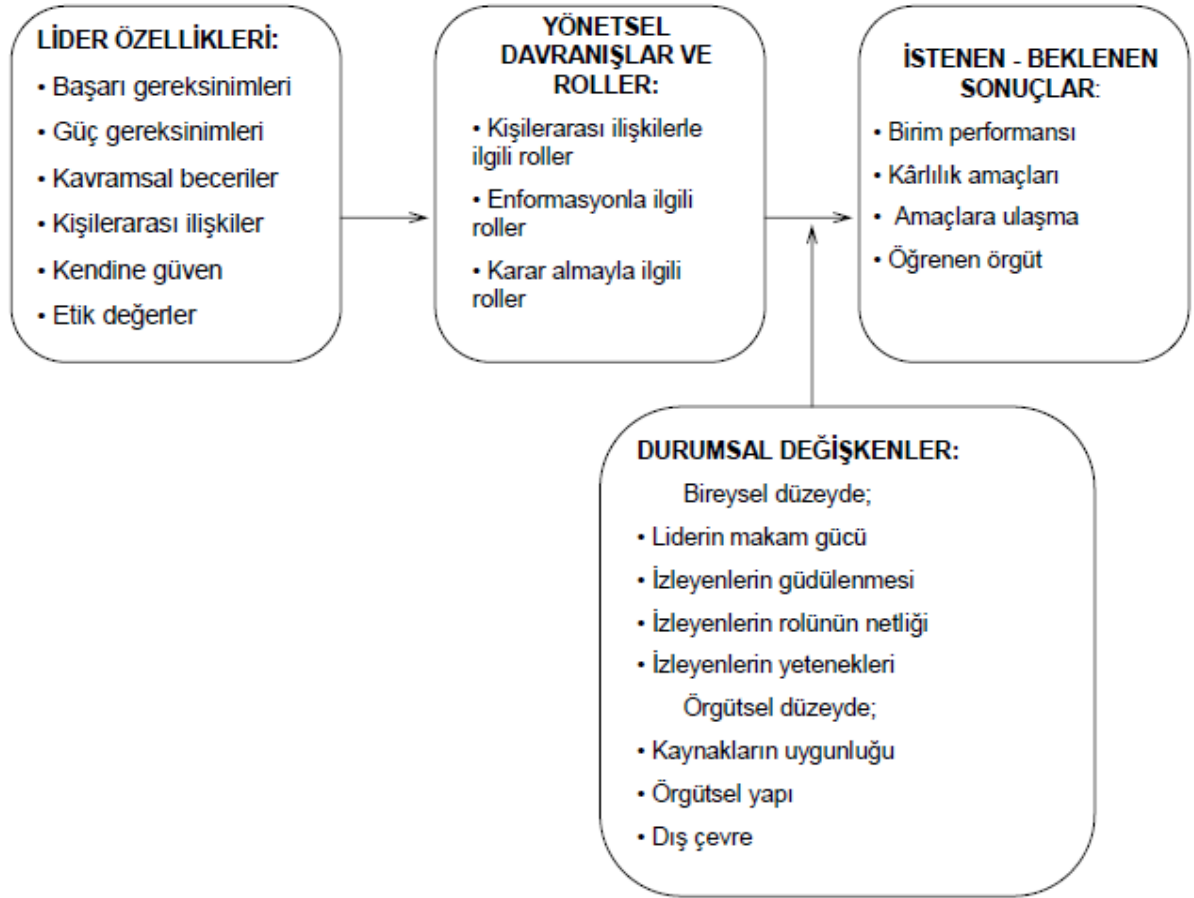 LİDER ÖZELLİKLERİ:
• Başarı gereksinimleri
• Güç gereksinimleri
• Kavramsal beceriler
• Kişilerarası ilişkiler
• Kendine güven
• Etik değerler
YÖNETSEL
DAVRANIŞLAR VE
ROLLER:
• Kişilerarası ilişkilerle
ilgili roller
• Enformasyonla ilgili
roller
• Karar almayla ilgili
roller
İSTENEN - BEKLENEN
SONUÇLAR:
• Birim performansı
• Kârlılık amaçları
• Amaçlara ulaşma
• Öğrenen örgüt
DURUMSAL DEĞİŞKENLER:
Bireysel düzeyde;
• Liderin makam gücü
• İzleyenlerin güdülenmesi
• İzleyenlerin rolünün netliği
• İzleyenlerin yetenekleri
Örgütsel düzeyde;
• Kaynakların uygunluğu
• Örgütsel yapı
• Dış çevre